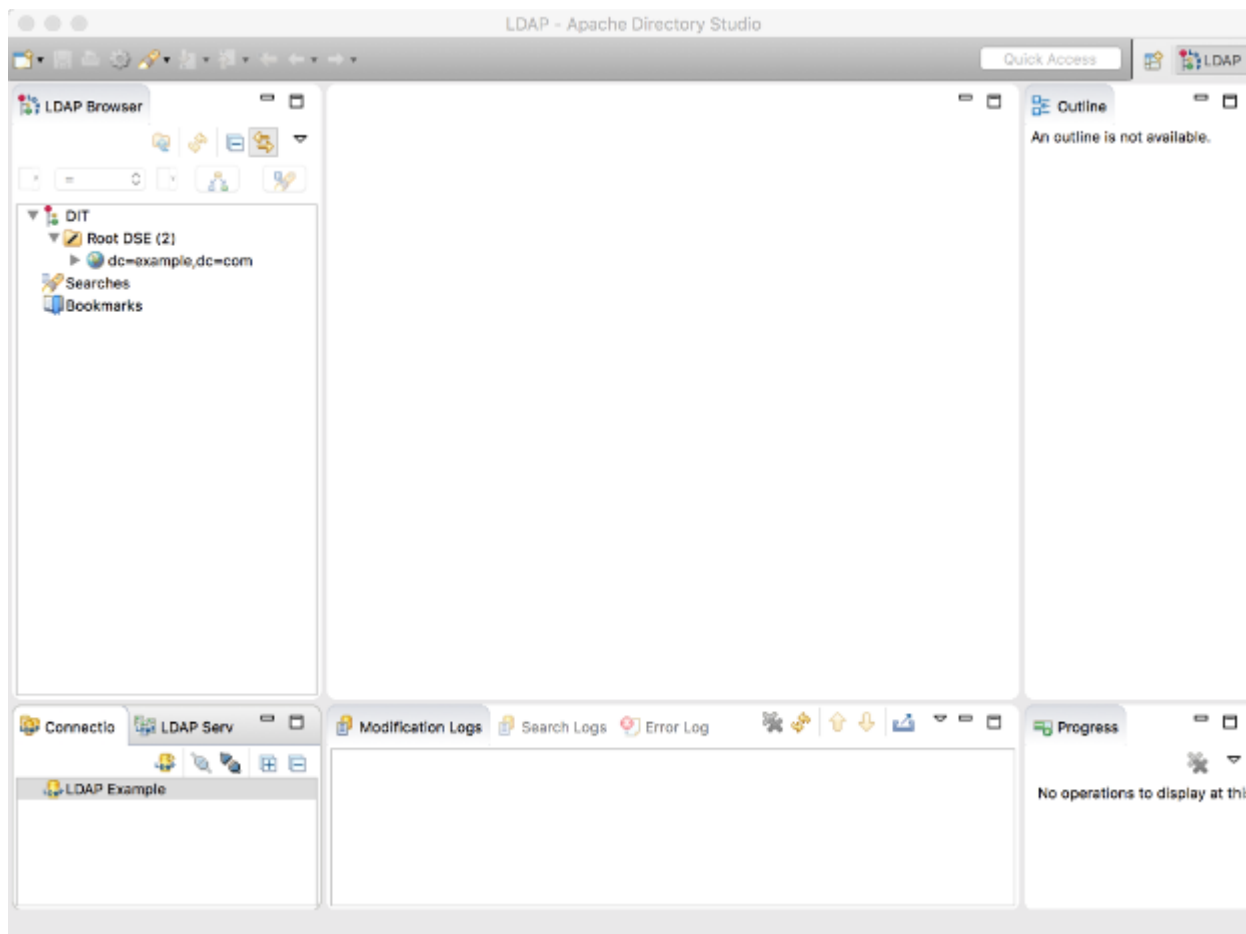 LDAP - Apache Directory Studio
Quick Access
LDAP
LDAP Browser
=
DIT
Root DSE (2)
dc=example,dc=com
Searches
Bookmarks
Outline
An outline is not available.
Connectio
LDAP Serv
LDAP Example
Modification Logs
Search Logs
Error Log
Progress
No operations to display at thi